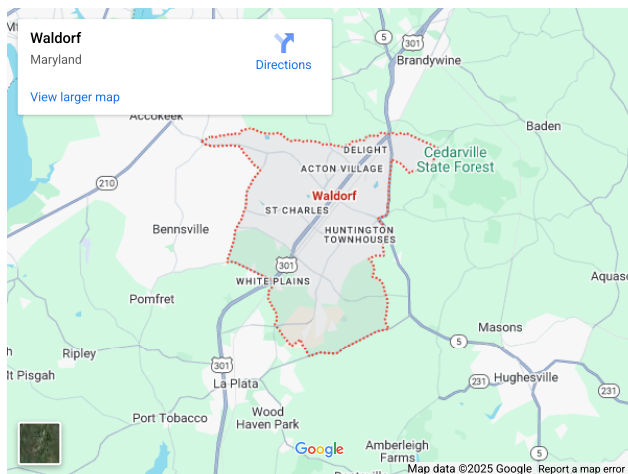 Waldorf
Maryland
Directions
View larger map
5
301
Brandywine
Accokeek
Baden
DELIGHT
Cedarville
State Forest
ACTON VILLAGE
210
Waldorf
ST CHARLES
Bennsville
HUNTINGTON
TOWNHOUSES
301
WHITE PLAINS
Aquasc
Pomfret
Masons
5
Ripley
301
231
231
Hughesville
Mt Pisgah
La Plata
Port Tobacco
Wood
Haven Park
Google
Amberleigh
Farms
Map data ©2025 Google
Report a map error